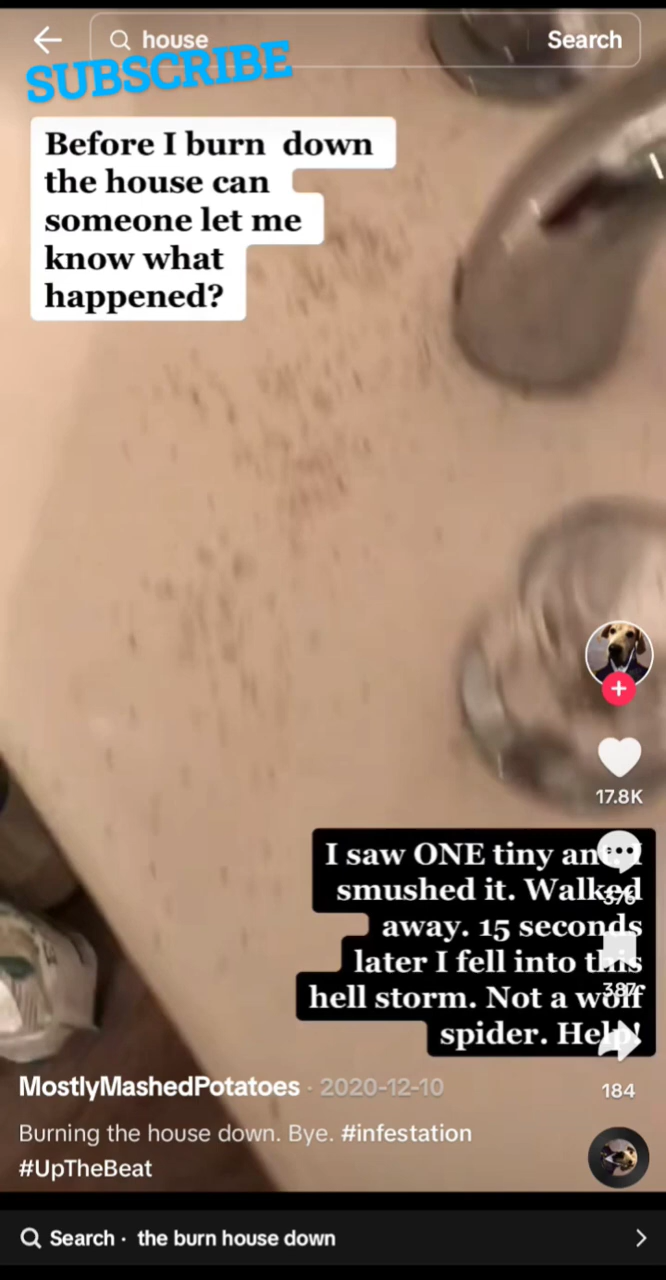 house
Search
SUBSCRIBE
Before I burn down
the house can
someone let me
know what
happened?
17.8K
I saw ONE tiny ant. I
smushed it. Walked
376
away. 15 seconds
later I fell into this
387
hell storm. Not a wolf
spider. Help!
MostlyMashedPotatoes · 2020-12-10
184
Burning the house down. Bye. #infestation
#UpTheBeat
Search · the burn house down